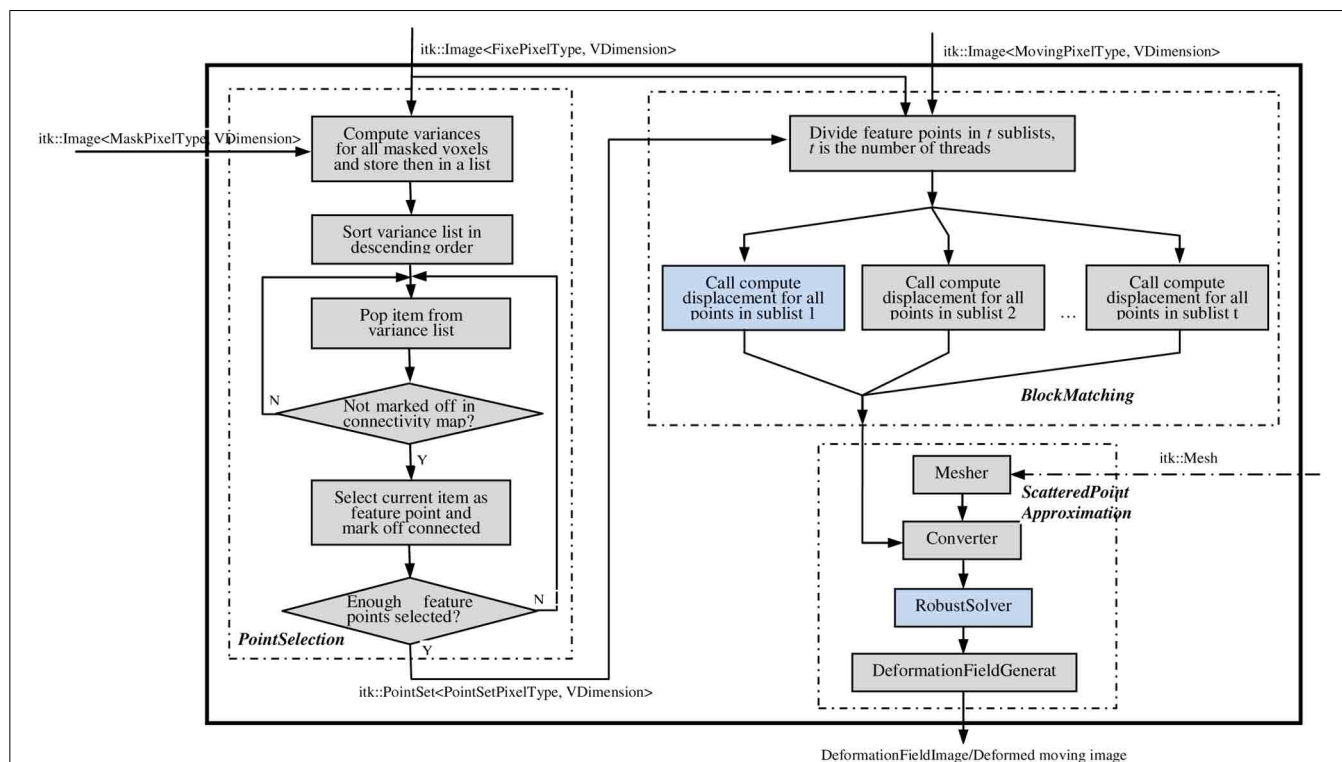 itk::Image<FixePixelType, VDimension>
itk::Image<MovingPixelType, VDimension>
itk::Image<MaskPixelType, VDimension>
Compute variances
for all masked voxels
and store then in a list
Sort variance list in
descending order
Pop item from
variance list
N
Not marked off in
connectivity map?
Y
Select current item as
feature point and
mark off connected
Enough feature
points selected?
N
Y
PointSelection
itk::PointSet<PointSetPixelType, VDimension>
Divide feature points in t sublists,
t is the number of threads
Call compute
displacement for all
points in sublist 1
Call compute
displacement for all
points in sublist 2
…
Call compute
displacement for all
points in sublist t
BlockMatching
itk::Mesh
Mesher
ScatteredPoint
Approximation
Converter
RobustSolver
DeformationFieldGenerat
DeformationFieldImage/Deformed moving image